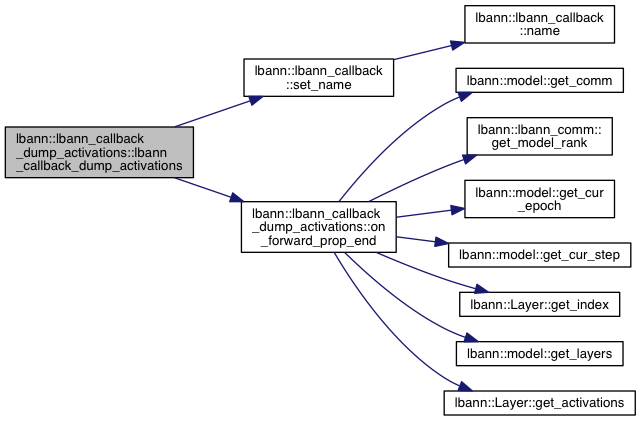 lbann::lbann_callback
_dump_activations::lbann
_callback_dump_activations
lbann::lbann_callback
::set_name
lbann::lbann_callback
::name
lbann::lbann_callback
_dump_activations::on
_forward_prop_end
lbann::model::get_comm
lbann::lbann_comm::
get_model_rank
lbann::model::get_cur
_epoch
lbann::model::get_cur_step
lbann::Layer::get_index
lbann::model::get_layers
lbann::Layer::get_activations